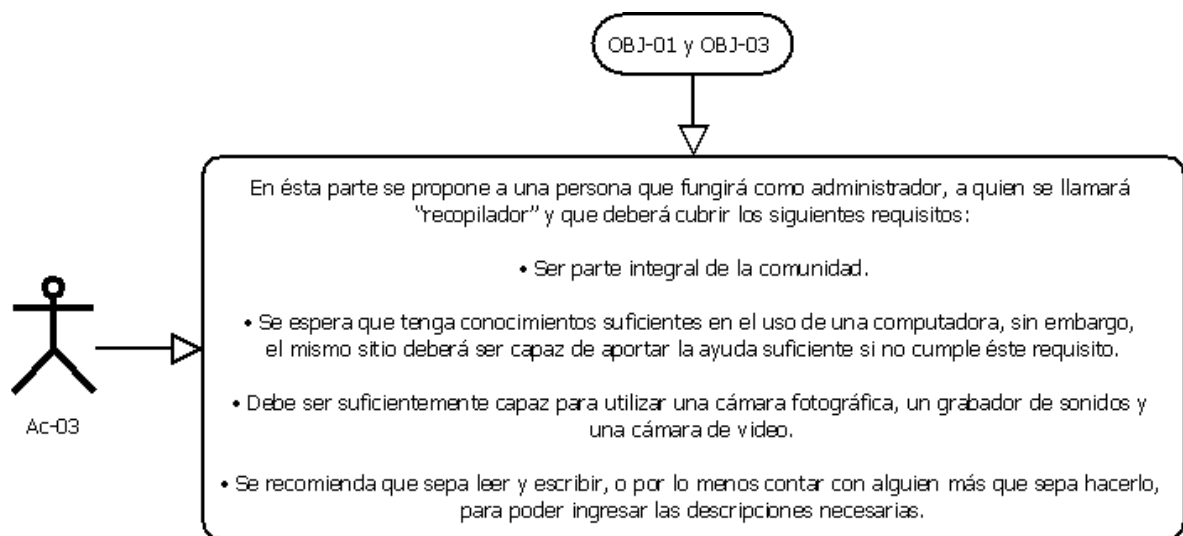 OBJ-01 y OBJ-03
En ésta parte se propone a una persona que fungirá como administrador, a quien se llamará
"recopilador" y que deberá cubrir los siguientes requisitos:
• Ser parte integral de la comunidad.
• Se espera que tenga conocimientos suficientes en el uso de una computadora, sin embargo,
el mismo sitio deberá ser capaz de aportar la ayuda suficiente si no cumple éste requisito.
• Debe ser suficientemente capaz para utilizar una cámara fotográfica, un grabador de sonidos y
una cámara de video.
• Se recomienda que sepa leer y escribir, o por lo menos contar con alguien más que sepa hacerlo,
para poder ingresar las descripciones necesarias.
Ac-03